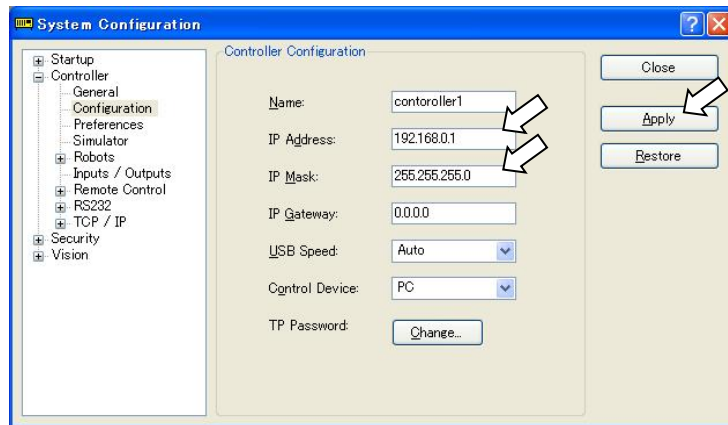 System Configuration
Startup
Controller
General
Configuration
Preferences
Simulator
Robots
Inputs / Outputs
Remote Control
RS232
TCP / IP
Security
Vision
Controller Configuration
Name: contoroller1
IP Address: 192.168.0.1
IP Mask: 255.255.255.0
IP Gateway: 0.0.0.0
USB Speed: Auto
Control Device: PC
TP Password: Change...
Close
Apply
Restore